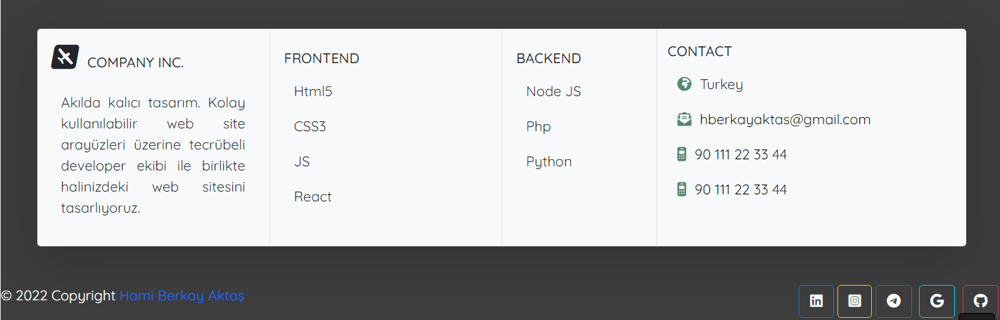 COMPANY INC.
Akılda kalıcı tasarım. Kolay
kullanılabilir web site
arayüzleri üzerine tecrübeli
developer ekibi ile birlikte
halinizdeki web sitesini
tasarlıyoruz.
FRONTEND
Html5
CSS3
JS
React
BACKEND
Node JS
Php
Python
CONTACT
Turkey
hberkayaktas@gmail.com
90 111 22 33 44
90 111 22 33 44
© 2022 Copyright Hami Berkay Aktaş